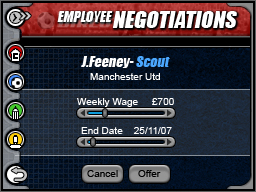 EMPLOYEE NEGOTIATIONS
J.Feeney- Scout
Manchester Utd
Weekly Wage £700
End Date 25/11/07
Cancel Offer